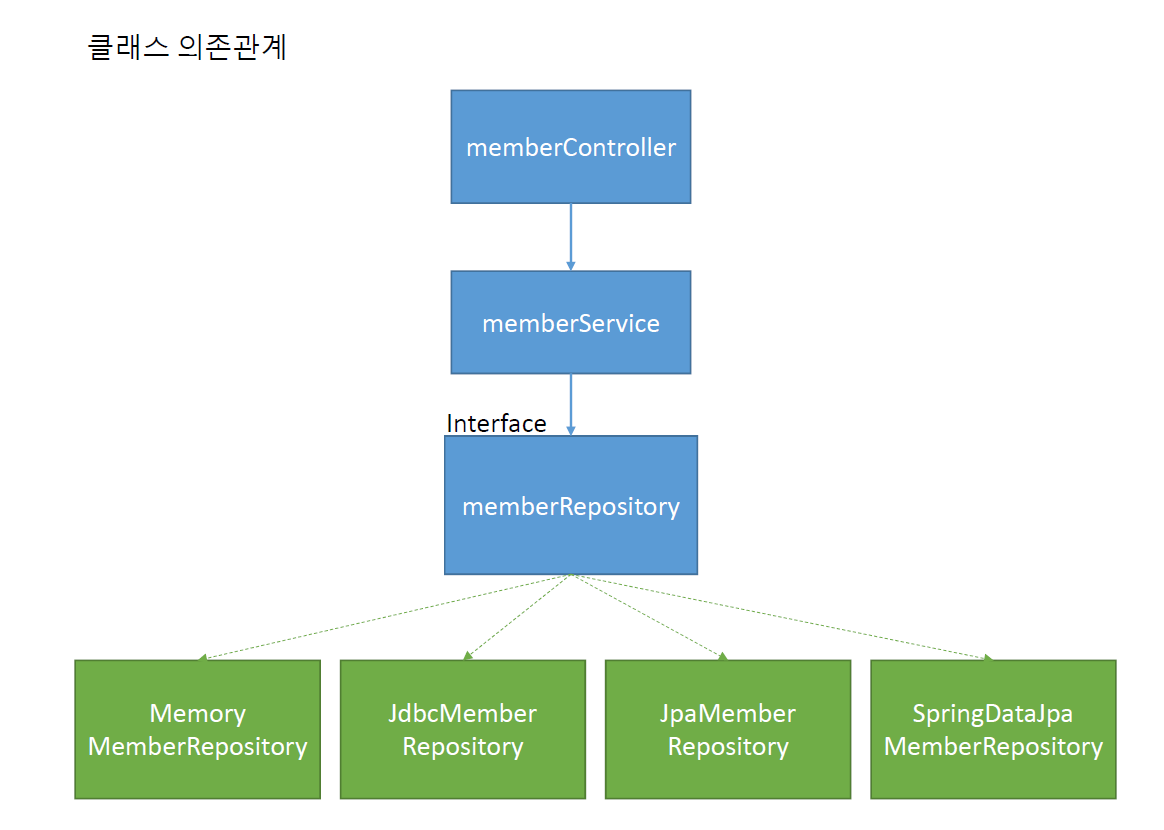 클래스 의존관계
memberController
memberService
Interface
memberRepository
Memory
MemberRepository
JdbcMember
Repository
JpaMember
Repository
SpringDataJpa
MemberRepository